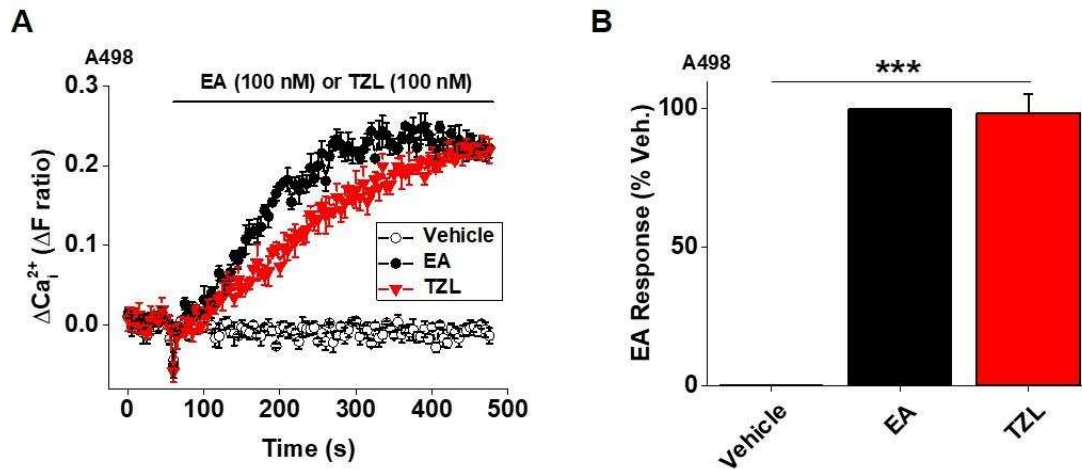 A
A498
EA (100 nM) or TZL (100 nM)
0.3
0.2
0.1
0.0
ΔCa²⁺ᵢ (ΔF ratio)
Vehicle
EA
TZL
0 100 200 300 400 500
Time (s)
B
A498
***
100
50
0
EA Response (% Veh.)
Vehicle
EA
TZL